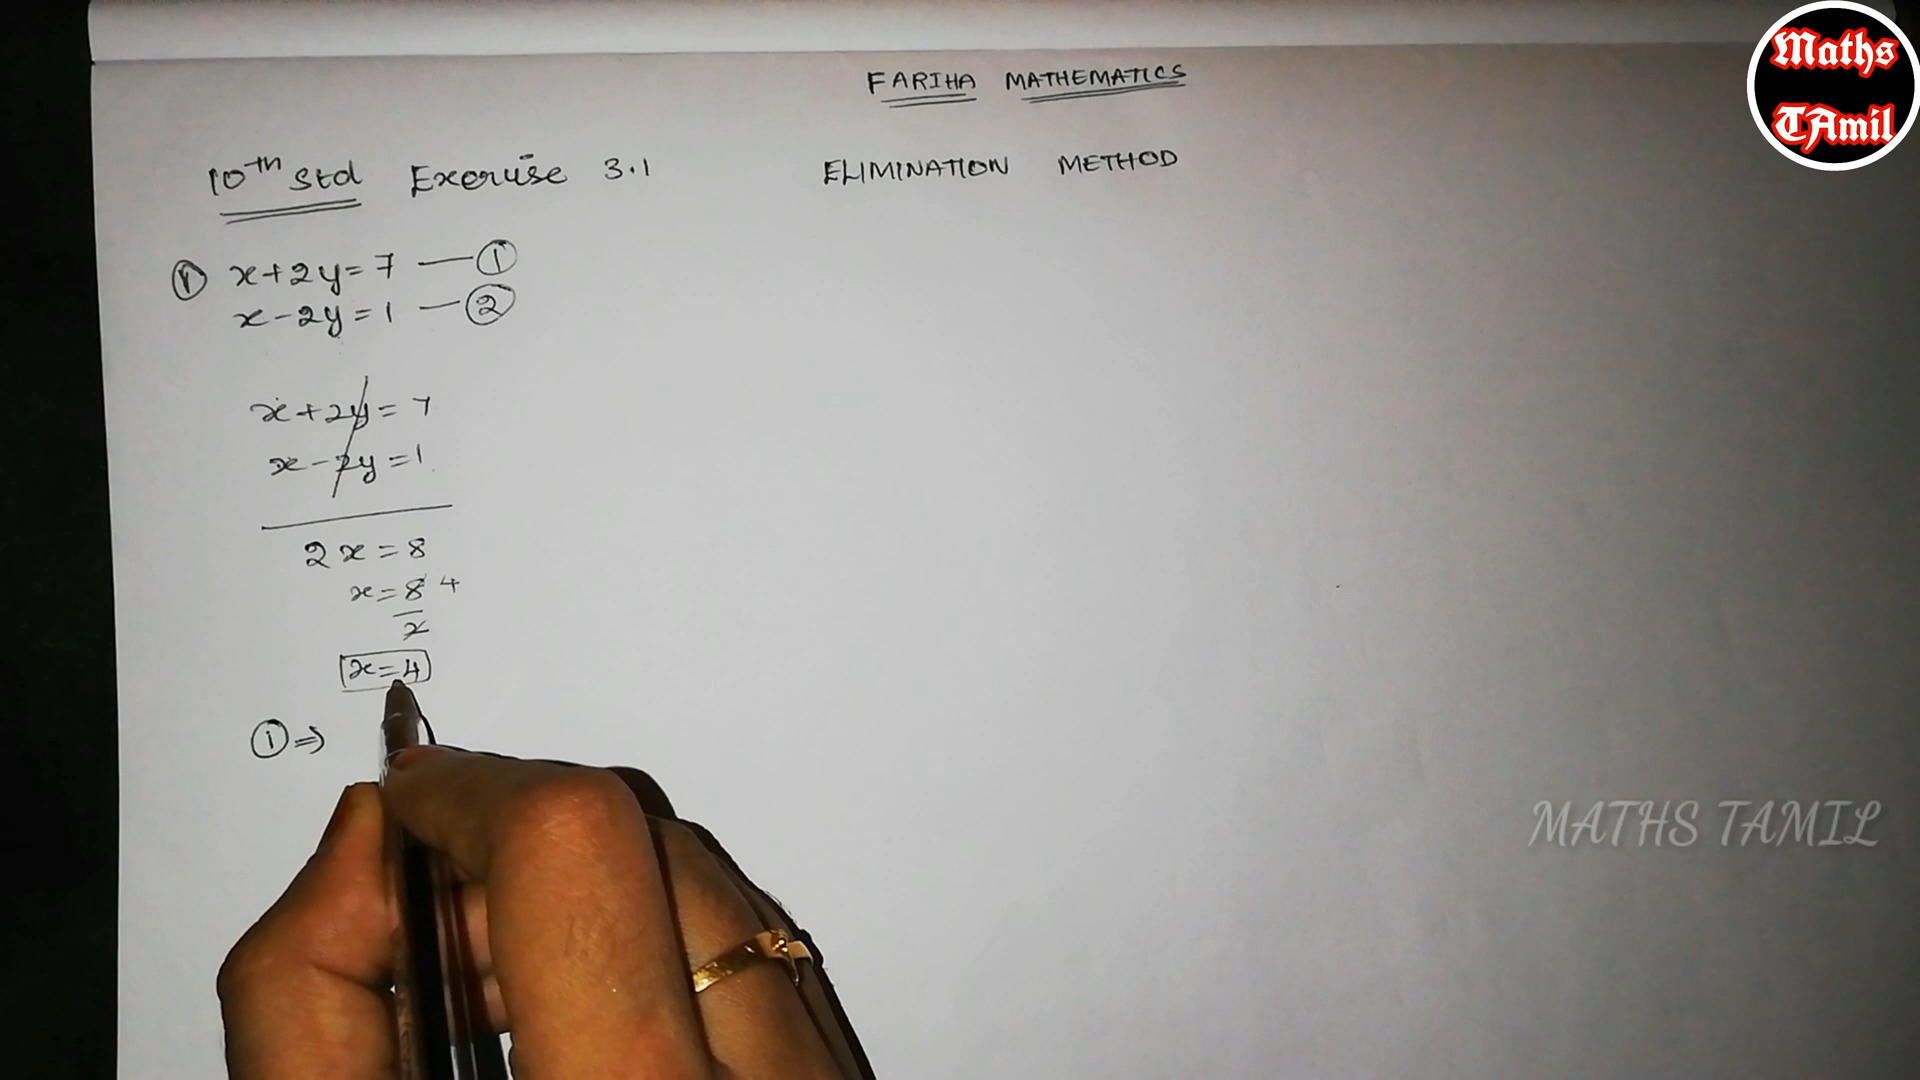 FARIHA MATHEMATICS
Maths
TAmil
10th Std Exercise 3.1 ELIMINATION METHOD
① x+2y=7 —— ①
x-2y=1 — ②
x+2y=7
x-2y=1
2x=8
x=8 4
2
x=4
①⇒
MATHS TAMIL